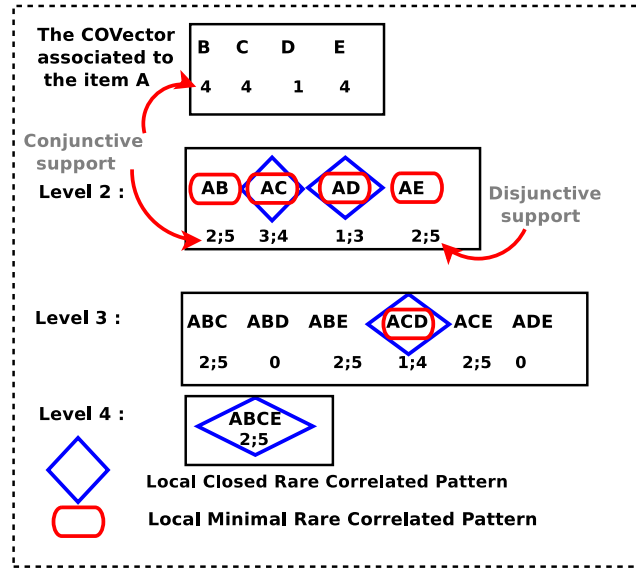 The COVector
associated to
the item A
B C D E
4 4 1 4
Conjunctive
support
Level 2 :
AB AC AD AE
2;5 3;4 1;3 2;5
Disjunctive
support
Level 3 :
ABC ABD ABE ACD ACE ADE
2;5 0 2;5 1;4 2;5 0
Level 4 :
ABCE
2;5
Local Closed Rare Correlated Pattern
Local Minimal Rare Correlated Pattern